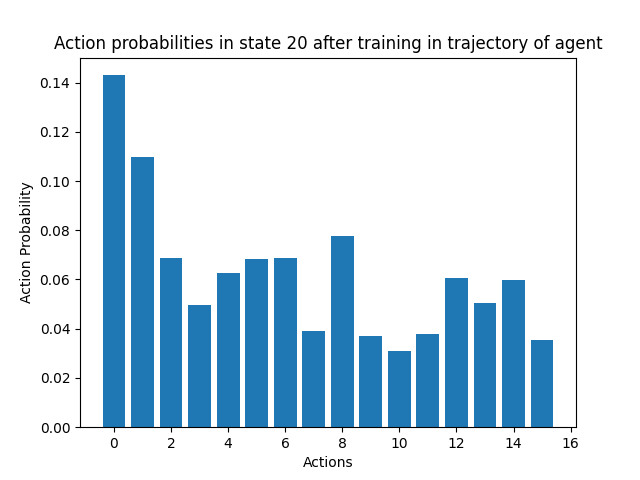 Action probabilities in state 20 after training in trajectory of agent
0.14
0.12
0.10
0.08
0.06
0.04
0.02
0.00
Action Probability
0 2 4 6 8 10 12 14 16
Actions